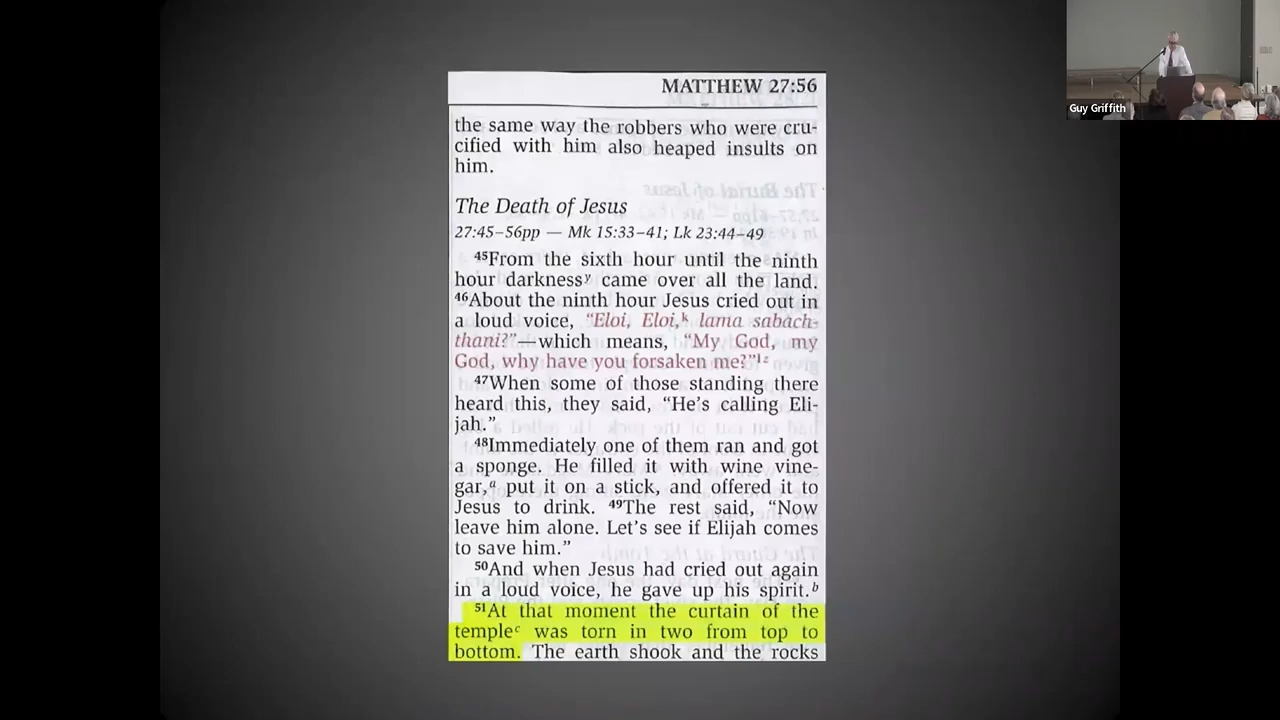 MATTHEW 27:56
the same way the robbers who were cru-
cified with him also heaped insults on
him.
The Death of Jesus
27:45–56pp — Mk 15:33–41; Lk 23:44–49
45From the sixth hour until the ninth
hour darknessy came over all the land.
46About the ninth hour Jesus cried out in
a loud voice, “Eloi, Eloi,k lama sabach-
thani?”—which means, “My God, my
God, why have you forsaken me?”lz
47When some of those standing there
heard this, they said, “He’s calling Eli-
jah.”
48Immediately one of them ran and got
a sponge. He filled it with wine vine-
gar,a put it on a stick, and offered it to
Jesus to drink. 49The rest said, “Now
leave him alone. Let’s see if Elijah comes
to save him.”
50And when Jesus had cried out again
in a loud voice, he gave up his spirit.b
51At that moment the curtain of the
templec was torn in two from top to
bottom. The earth shook and the rocks
Guy Griffith